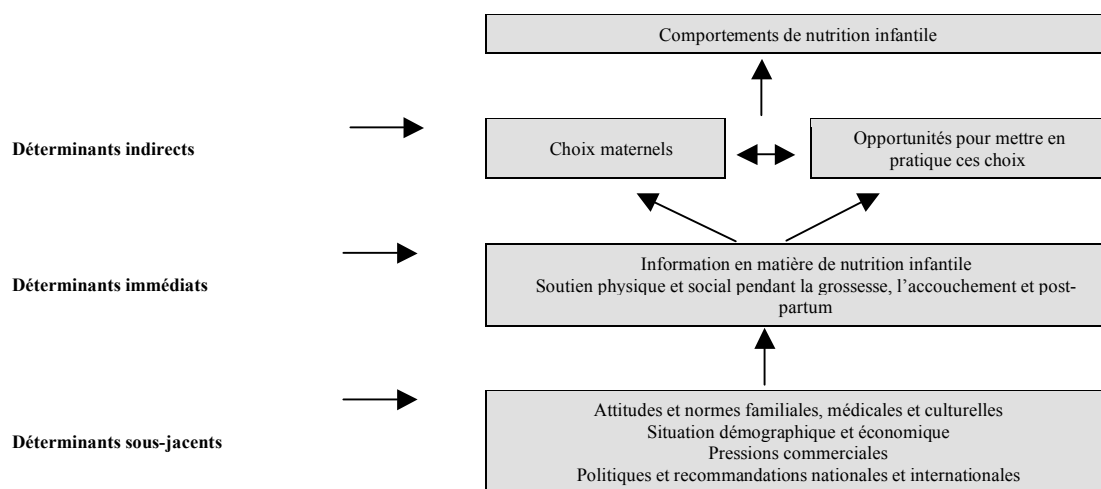 Comportements de nutrition infantile
Déterminants indirects
Choix maternels
Opportunités pour mettre en
pratique ces choix
Déterminants immédiats
Information en matière de nutrition infantile
Soutien physique et social pendant la grossesse, l’accouchement et post-
partum
Déterminants sous-jacents
Attitudes et normes familiales, médicales et culturelles
Situation démographique et économique
Pressions commerciales
Politiques et recommandations nationales et internationales